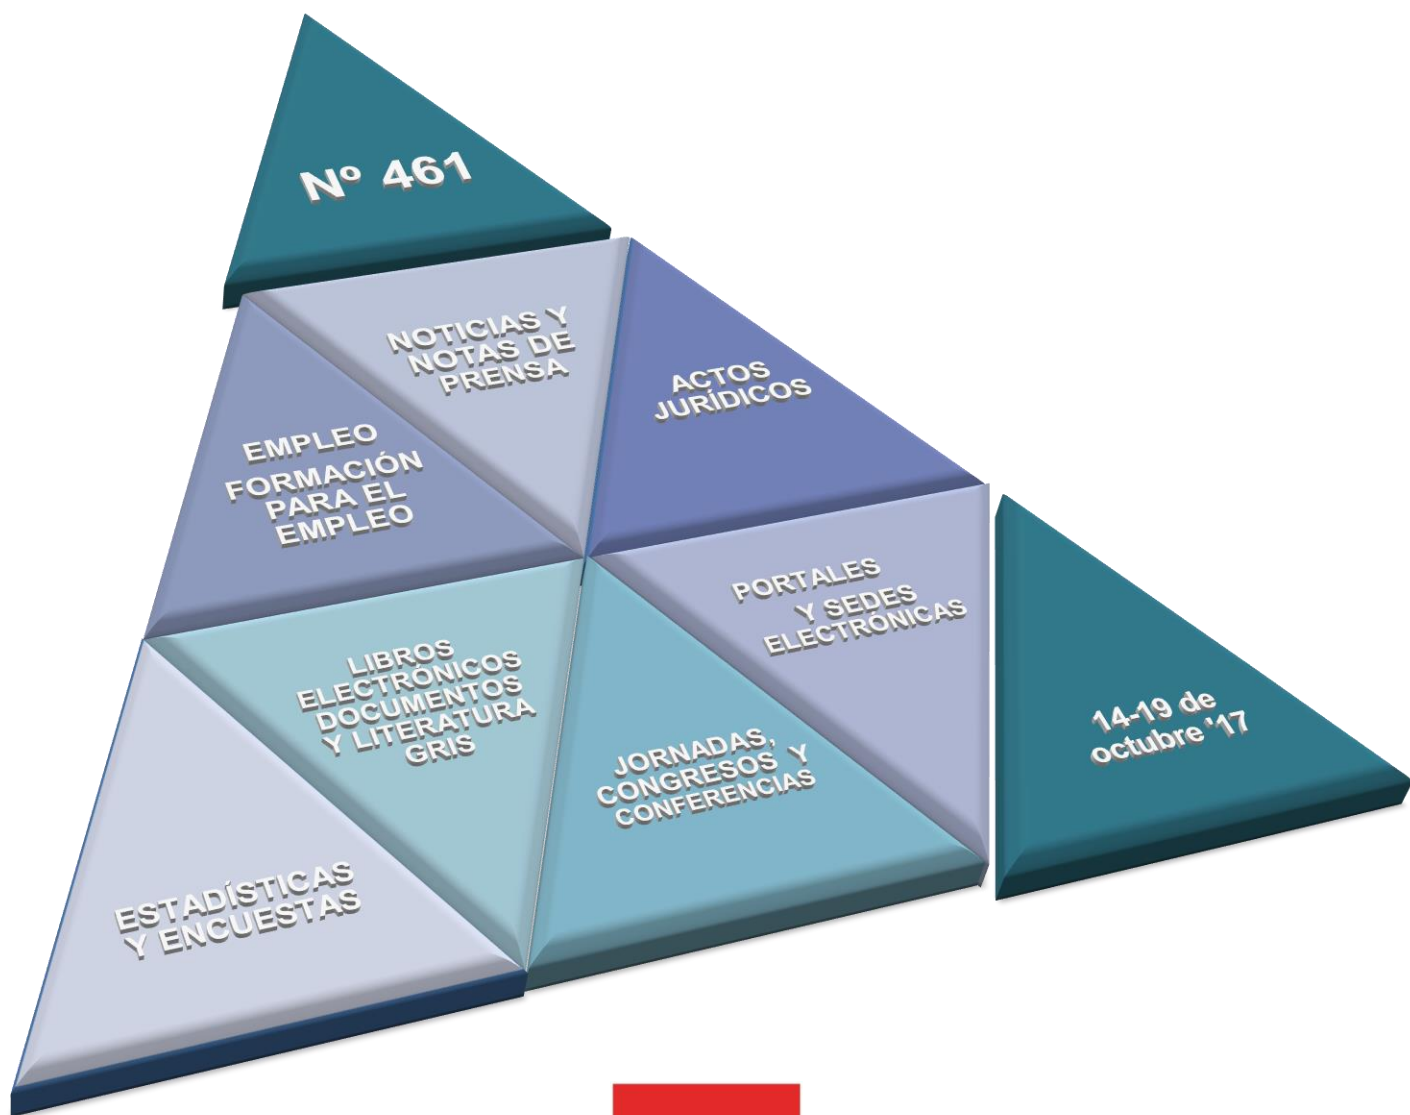 Nº 461
NOTICIAS Y
NOTAS DE
PRENSA
ACTOS
JURÍDICOS
EMPLEO
FORMACIÓN
PARA EL
EMPLEO
PORTALES
Y SEDES
ELECTRÓNICAS
LIBROS
ELECTRÓNICOS
DOCUMENTOS
Y LITERATURA
GRIS
JORNADAS,
CONGRESOS Y
CONFERENCIAS
14-19 de
octubre '17
ESTADÍSTICAS
Y ENCUESTAS